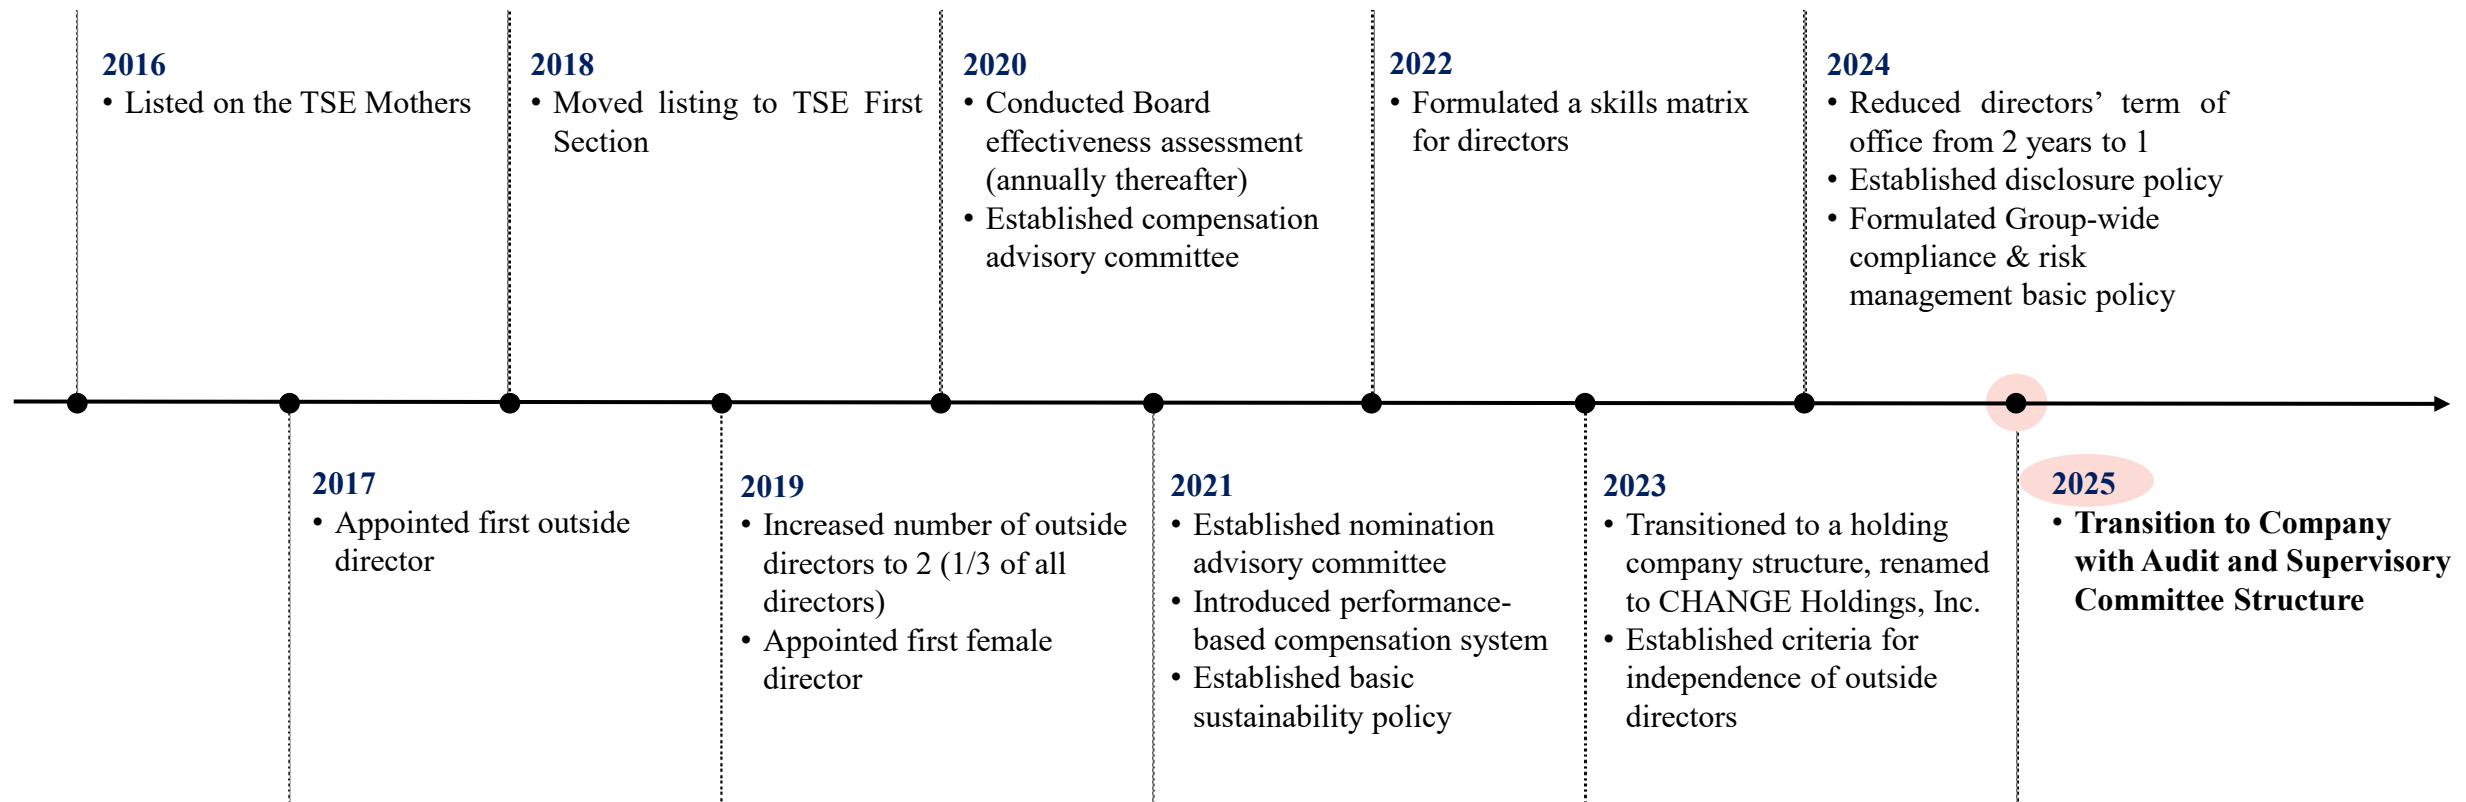 2016
• Listed on the TSE Mothers
2018
• Moved listing to TSE First
Section
2020
• Conducted Board
effectiveness assessment
(annually thereafter)
• Established compensation
advisory committee
2022
• Formulated a skills matrix
for directors
2024
• Reduced directors’ term of
office from 2 years to 1
• Established disclosure policy
• Formulated Group-wide
compliance & risk
management basic policy
2017
• Appointed first outside
director
2019
• Increased number of outside
directors to 2 (1/3 of all
directors)
• Appointed first female
director
2021
• Established nomination
advisory committee
• Introduced performance-
based compensation system
• Established basic
sustainability policy
2023
• Transitioned to a holding
company structure, renamed
to CHANGE Holdings, Inc.
• Established criteria for
independence of outside
directors
2025
• Transition to Company
with Audit and Supervisory
Committee Structure